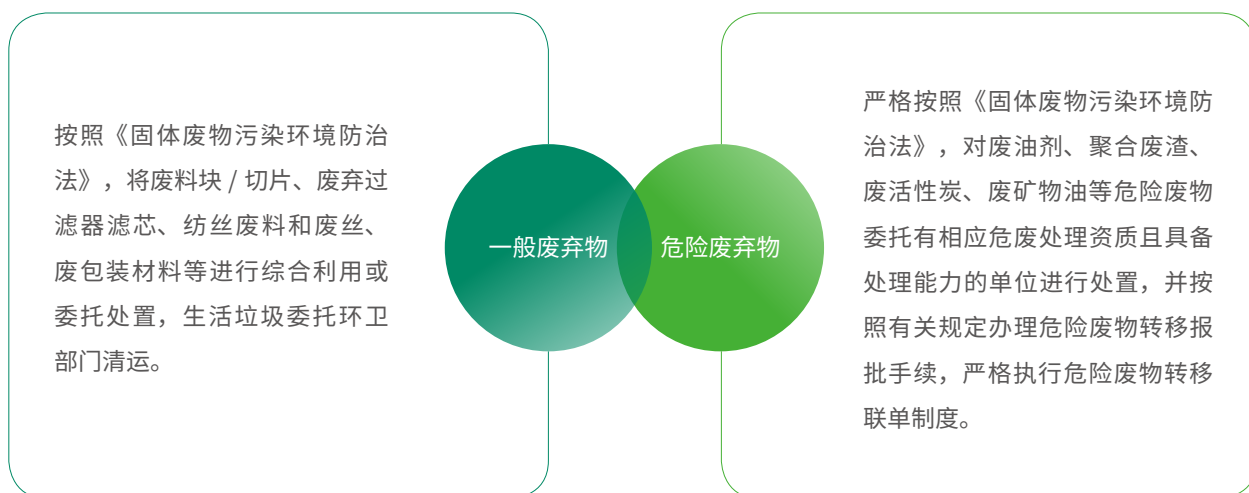 按照《固体废物污染环境防治
法》，将废料块 / 切片、废弃过
滤器滤芯、纺丝废料和废丝、
废包装材料等进行综合利用或
委托处置，生活垃圾委托环卫
部门清运。
一般废弃物
危险废弃物
严格按照《固体废物污染环境防
治法》，对废油剂、聚合废渣、
废活性炭、废矿物油等危险废物
委托有相应危废处理资质且具备
处理能力的单位进行处置，并按
照有关规定办理危险废物转移报
批手续，严格执行危险废物转移
联单制度。